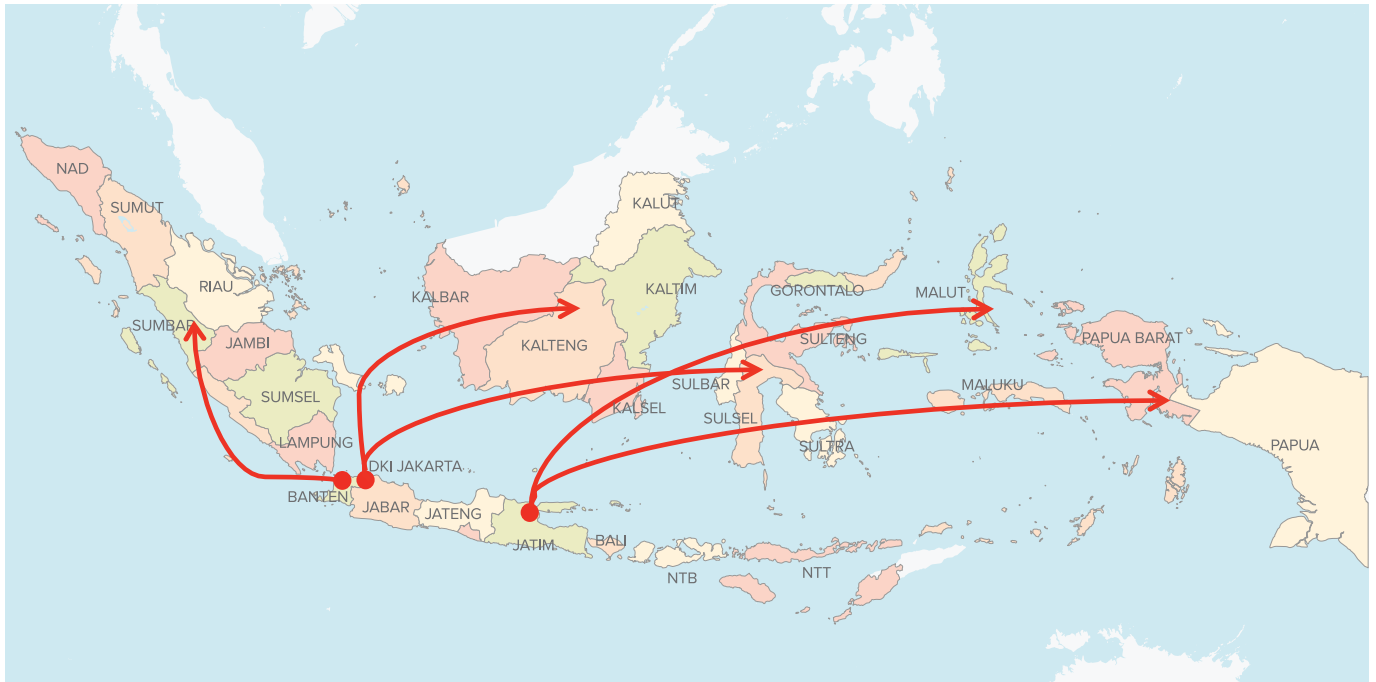 NAD
SUMUT
KALUT
RIAU
KALTIM
GORONTALO
MALUT
KALBAR
SUMBAR
JAMBI
KALTENG
SULTENG
PAPUA BARAT
SULBAR
MALUKU
SUMSEL
KALSEL
SULSEL
LAMPUNG
SULTRA
PAPUA
DKI JAKARTA
BANTEN
JABAR
JATENG
JATIM
BALI
NTB
NTT